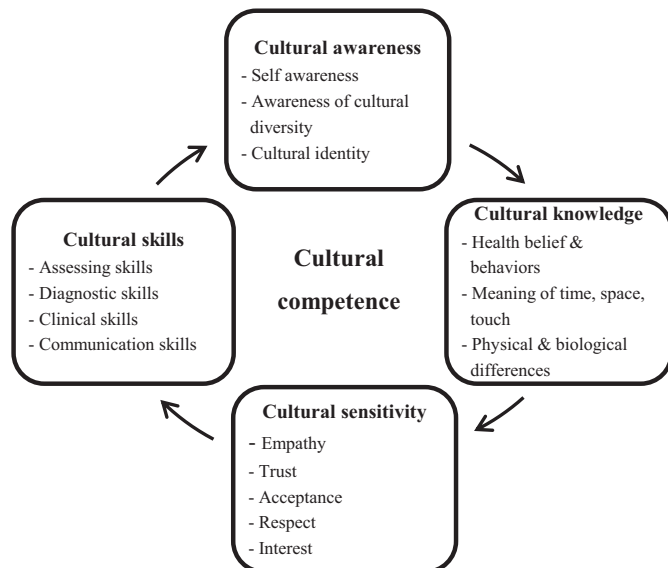 Cultural awareness
- Self awareness
- Awareness of cultural
diversity
- Cultural identity
Cultural knowledge
- Health belief &
behaviors
- Meaning of time, space,
touch
- Physical & biological
differences
Cultural sensitivity
- Empathy
- Trust
- Acceptance
- Respect
- Interest
Cultural skills
- Assessing skills
- Diagnostic skills
- Clinical skills
- Communication skills
Cultural
competence